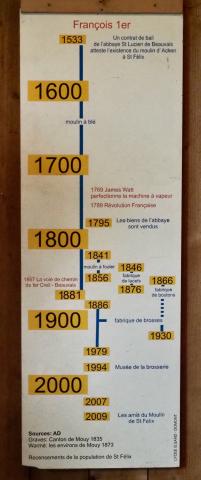 François 1er
1533
Un contrat de bail
de l'abbaye St Lucien de Beauvais
atteste l'existence du moulin d' Acken
à St Félix
1600
moulin à blé
1700
1769 James Watt
perfectionne la machine à vapeur
1789 Révolution Française
1795
Les biens de l'abbaye
sont vendus
1800
1841
moulin à fouler
1856
1846
fabrique
de lacets
1876
1866
fabrique
de boutons
1857 La voie de chemin
de fer Creil - Beauvais
1881
1886
1900
fabrique de brosses
1930
1979
1994
Musée de la brosserie
2000
2007
2009
Les amis du Moulin
de St Felix
Sources: AD
Graves: Canton de Mouy 1835
Warmé: les environs de Mouy 1873
Recensements de la population de St Félix